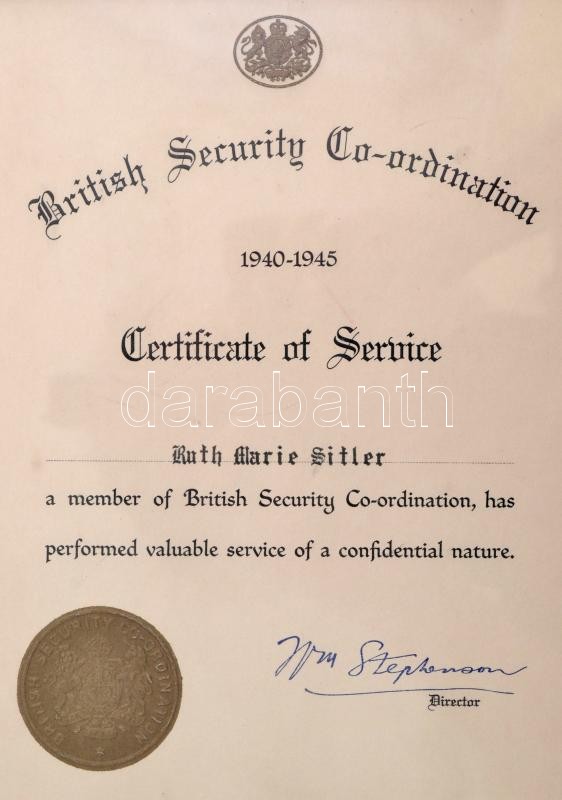 British Security Co-ordination
1940-1945
Certificate of Service
darabanth
Ruth Marie Sitler
a member of British Security Co-ordination, has
performed valuable service of a confidential nature.
Wm Stephenson
Director
BRITISH SECURITY CO-ORDINATION